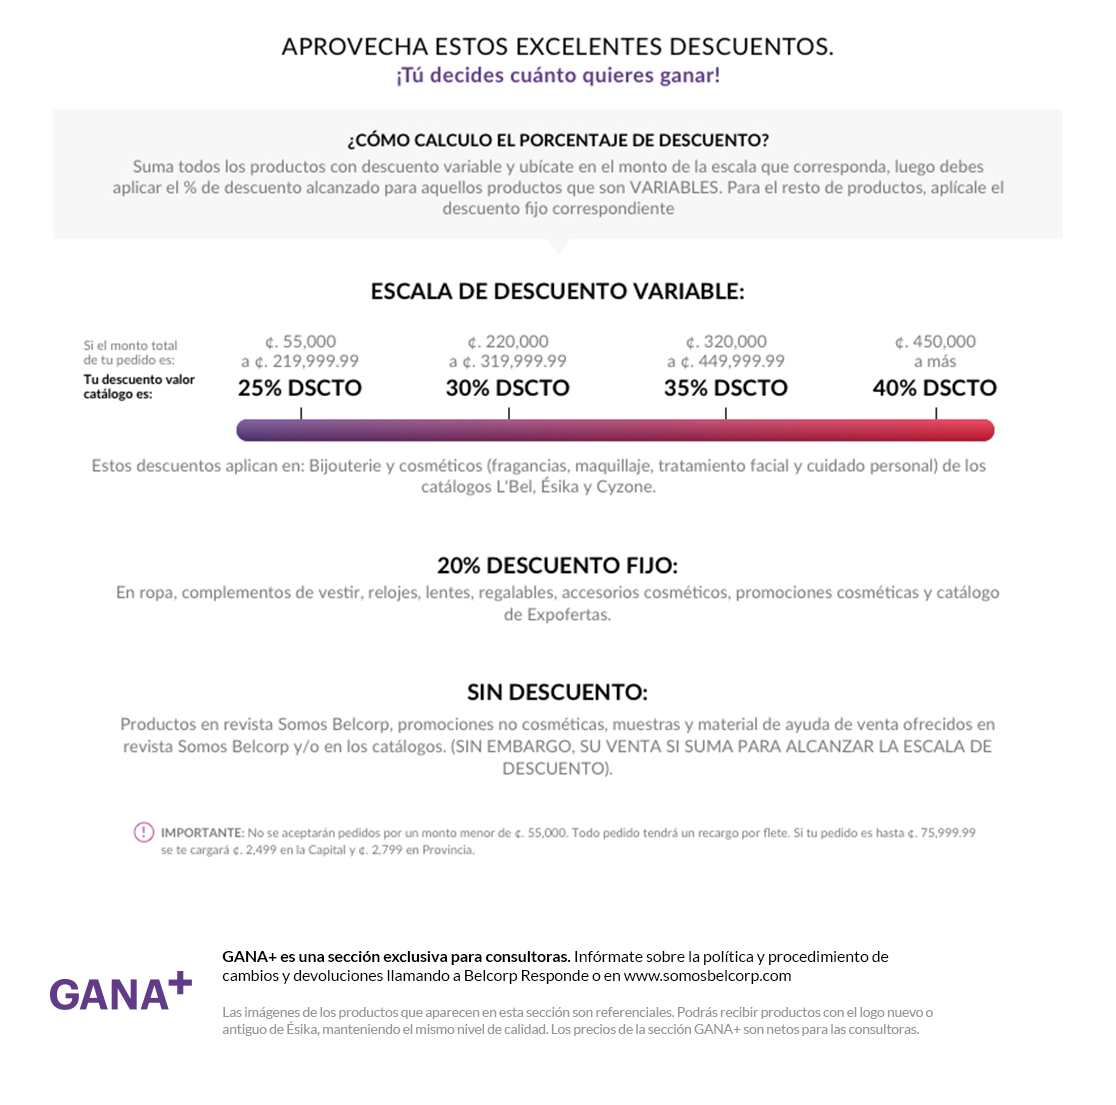 APROVECHA ESTOS EXCELENTES DESCUENTOS.
¡Tú decides cuánto quieres ganar!
¿CÓMO CALCULO EL PORCENTAJE DE DESCUENTO?
Suma todos los productos con descuento variable y ubícate en el monto de la escala que corresponda, luego debes
aplicar el % de descuento alcanzado para aquellos productos que son VARIABLES. Para el resto de productos, aplícale el
descuento fijo correspondiente
ESCALA DE DESCUENTO VARIABLE:
Si el monto total
de tu pedido es:
Tu descuento valor
catálogo es:
¢. 55,000
a ¢. 219,999.99
25% DSCTO
¢. 220,000
a ¢. 319,999.99
30% DSCTO
¢. 320,000
a ¢. 449,999.99
35% DSCTO
¢. 450,000
a más
40% DSCTO
Estos descuentos aplican en: Bijouterie y cosméticos (fragancias, maquillaje, tratamiento facial y cuidado personal) de los
catálogos L'Bel, Ésika y Cyzone.
20% DESCUENTO FIJO:
En ropa, complementos de vestir, relojes, lentes, regalables, accesorios cosméticos, promociones cosméticas y catálogo
de Expofertas.
SIN DESCUENTO:
Productos en revista Somos Belcorp, promociones no cosméticas, muestras y material de ayuda de venta ofrecidos en
revista Somos Belcorp y/o en los catálogos. (SIN EMBARGO, SU VENTA SI SUMA PARA ALCANZAR LA ESCALA DE
DESCUENTO).
IMPORTANTE: No se aceptarán pedidos por un monto menor de ¢. 55,000. Todo pedido tendrá un recargo por flete. Si tu pedido es hasta ¢. 75,999.99
se te cargará ¢. 2,499 en la Capital y ¢. 2,799 en Provincia.
GANA+
GANA+ es una sección exclusiva para consultoras. Infórmate sobre la política y procedimiento de
cambios y devoluciones llamando a Belcorp Responde o en www.somosbelcorp.com
Las imágenes de los productos que aparecen en esta sección son referenciales. Podrás recibir productos con el logo nuevo o
antiguo de Ésika, manteniendo el mismo nivel de calidad. Los precios de la sección GANA+ son netos para las consultoras.